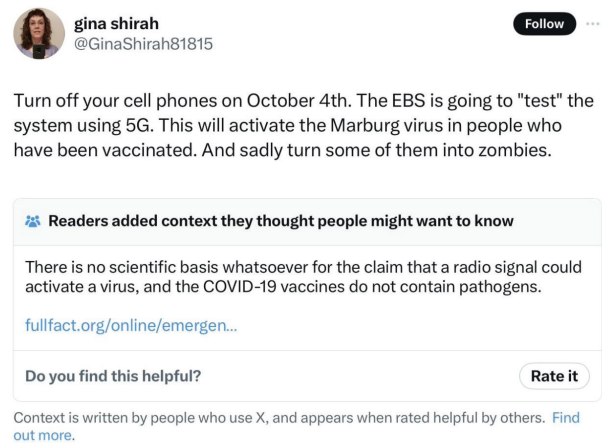 gina shirah
Follow
@GinaShirah81815
Turn off your cell phones on October 4th. The EBS is going to "test" the
system using 5G. This will activate the Marburg virus in people who
have been vaccinated. And sadly turn some of them into zombies.
Readers added context they thought people might want to know
There is no scientific basis whatsoever for the claim that a radio signal could
activate a virus, and the COVID-19 vaccines do not contain pathogens.
fullfact.org/online/emergen...
Do you find this helpful?
Rate it
Context is written by people who use X, and appears when rated helpful by others. Find
out more.